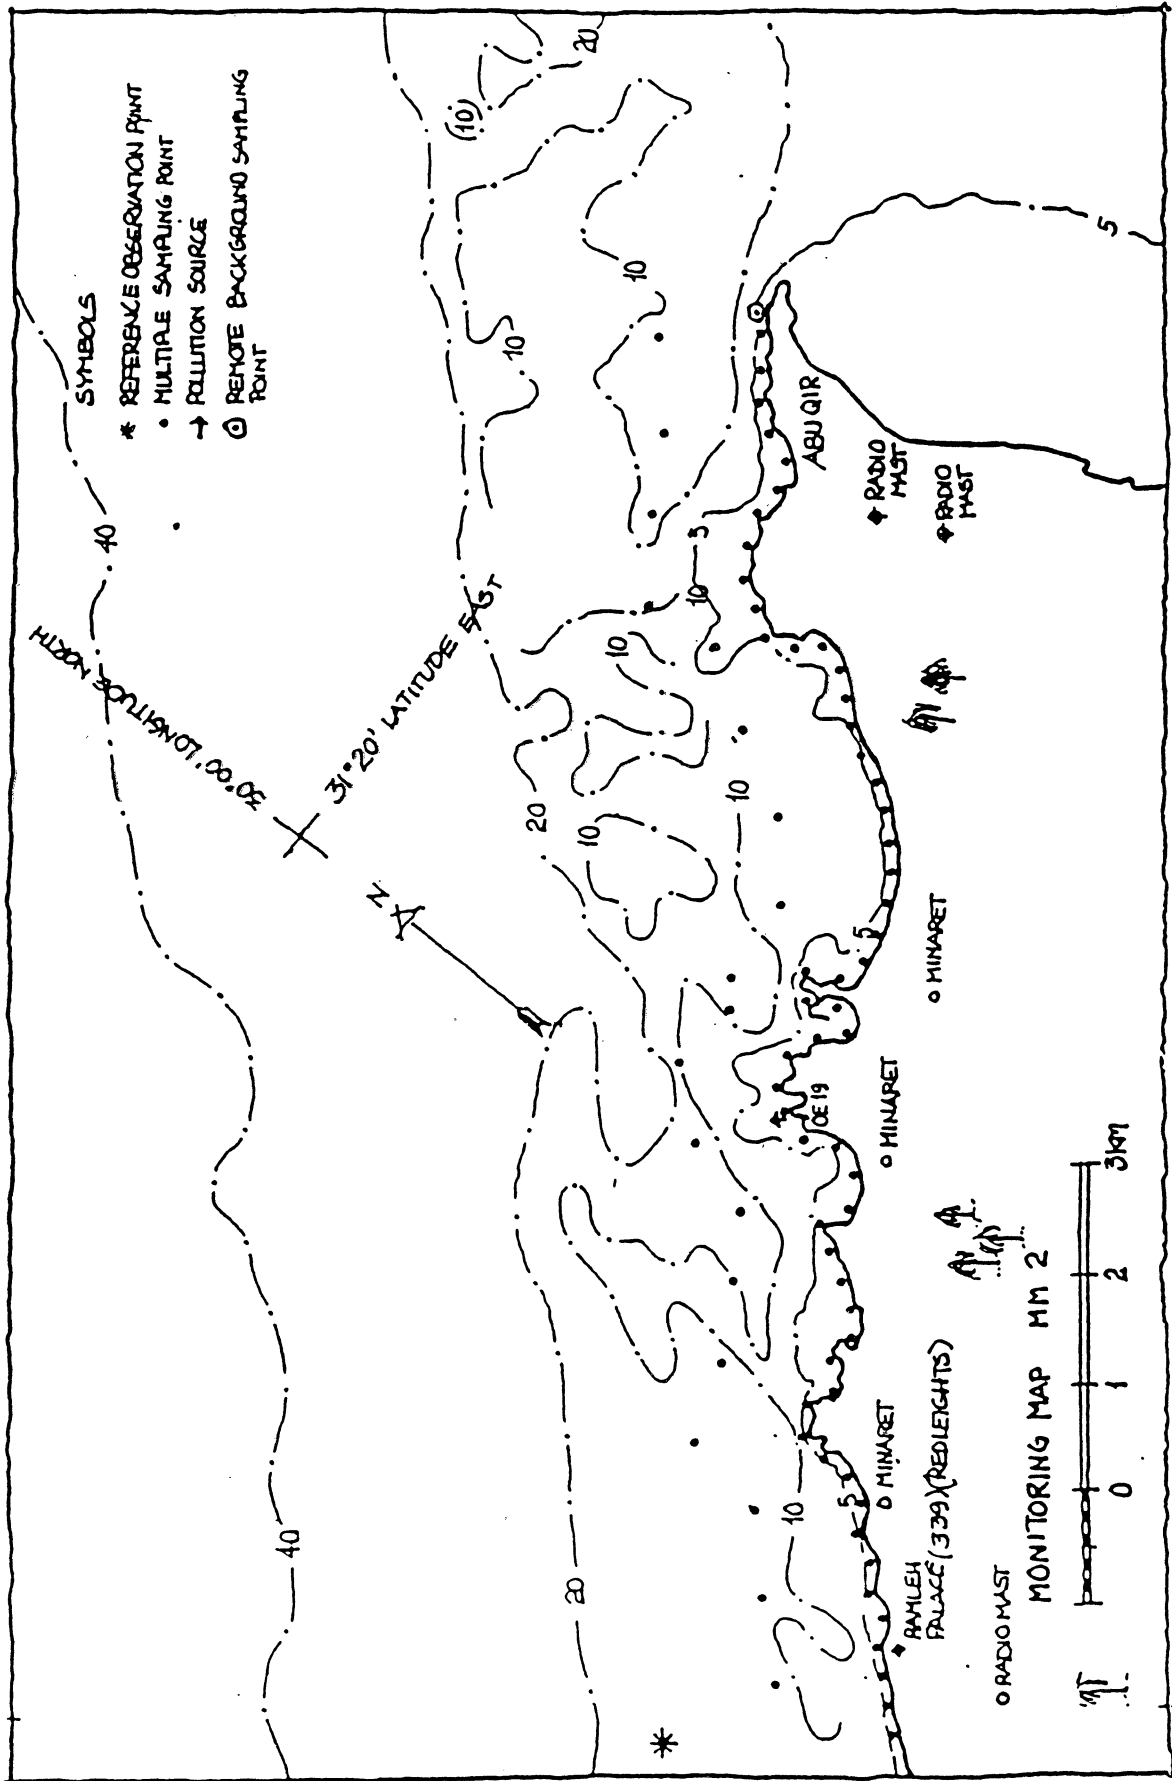 SYMBOLS
REFERENCE OBSERVATION POINT
MULTIPLE SAMPLING POINT
POLLUTION SOURCE
REMOTE BACKGROUND SAMPLING
POINT
40
40
30°00' LONGITUDE NORTH
31°20' LATITUDE EAST
N
20
(10)
20
20
10
10
10
10
10
10
10
5
5
5
5
ABU QIR
RADIO
MAST
RADIO
MAST
MINARET
MINARET
OE 19
MINARET
RAMLEH
PALACE (339) (REDLEIGHTS)
RADIO MAST
MONITORING MAP MM 2
0 1 2 3KM